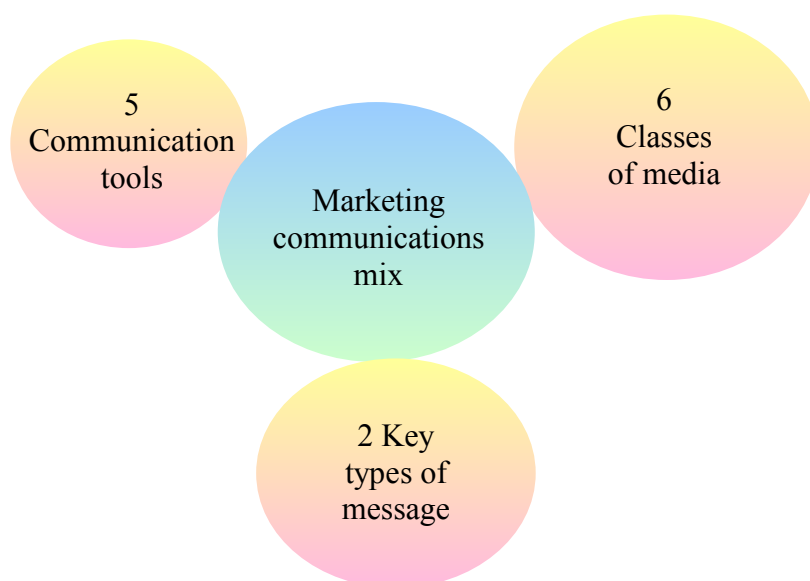 5
Communication
tools
Marketing
communications
mix
6
Classes
of media
2 Key
types of
message